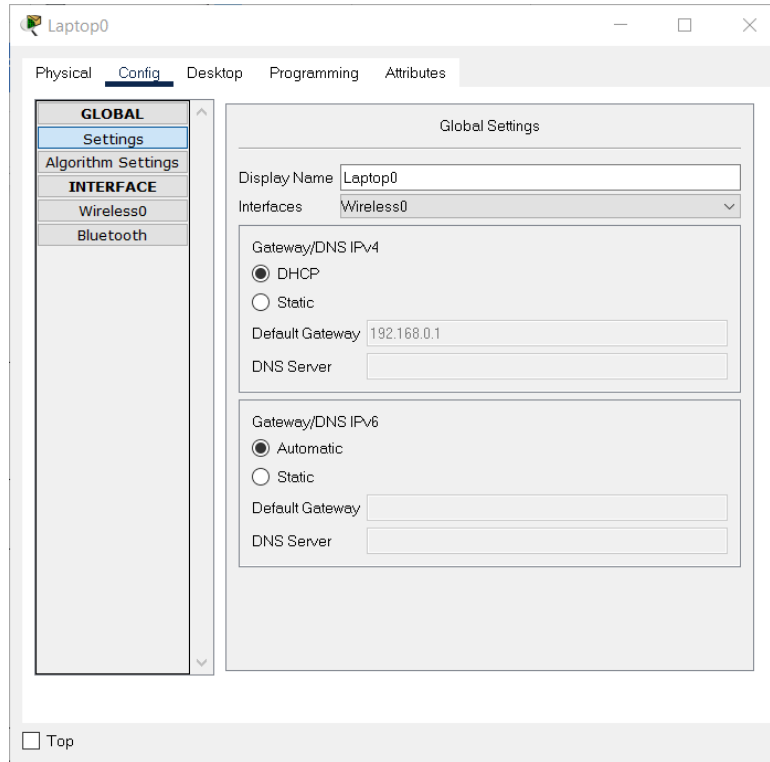 Laptop0
Physical Config Desktop Programming Attributes
GLOBAL
Settings
Algorithm Settings
INTERFACE
Wireless0
Bluetooth
Global Settings
Display Name Laptop0
Interfaces Wireless0
Gateway/DNS IPv4
DHCP
Static
Default Gateway 192.168.0.1
DNS Server
Gateway/DNS IPv6
Automatic
Static
Default Gateway
DNS Server
Top